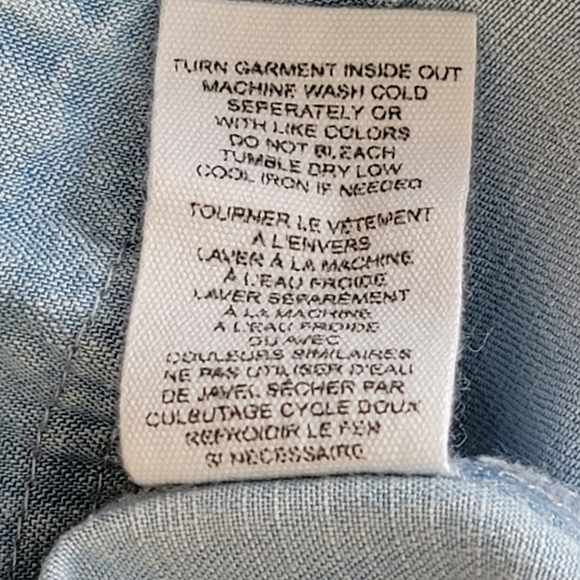 TURN GARMENT INSIDE OUT
MACHINE WASH COLD
SEPERATELY OR
WITH LIKE COLORS
DO NOT BLEACH
TUMBLE DRY LOW
COOL IRON IF NEEDED
TOURNER LE VÊTEMENT
À L'ENVERS
LAVER À LA MACHINE
À L'EAU FROIDE
LAVER SÉPARÉMENT
À LA MACHINE
À L'EAU FROIDE
OU AVEC
COULEURS SIMILAIRES
NE PAS UTILISER D'EAU
DE JAVEL SÉCHER PAR
CULBUTAGE CYCLE DOUX
REFROIDIR LE FER
SI NECESSAIRE